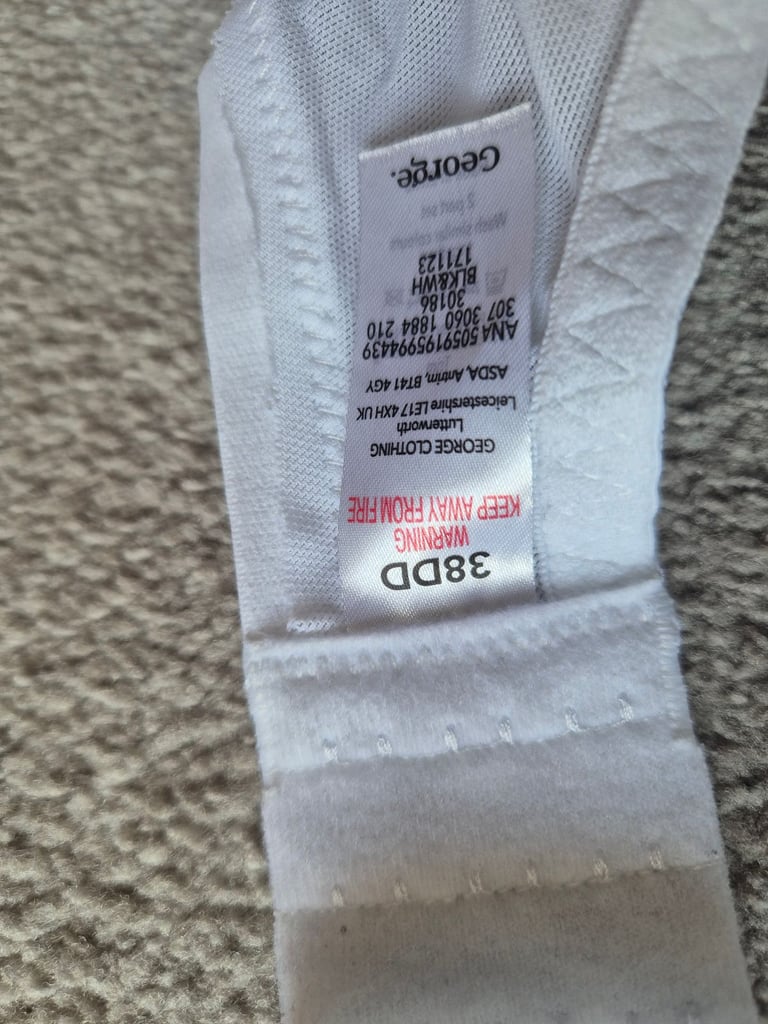 38DD
WARNING
KEEP AWAY FROM FIRE
GEORGE CLOTHING
Lutterworth
Leicestershire LE17 4XH UK
ASDA, Antrim, BT41 4GY
ANA 5059195994439
307 3060 1884 210
30186
BLK&WH
171123
George.